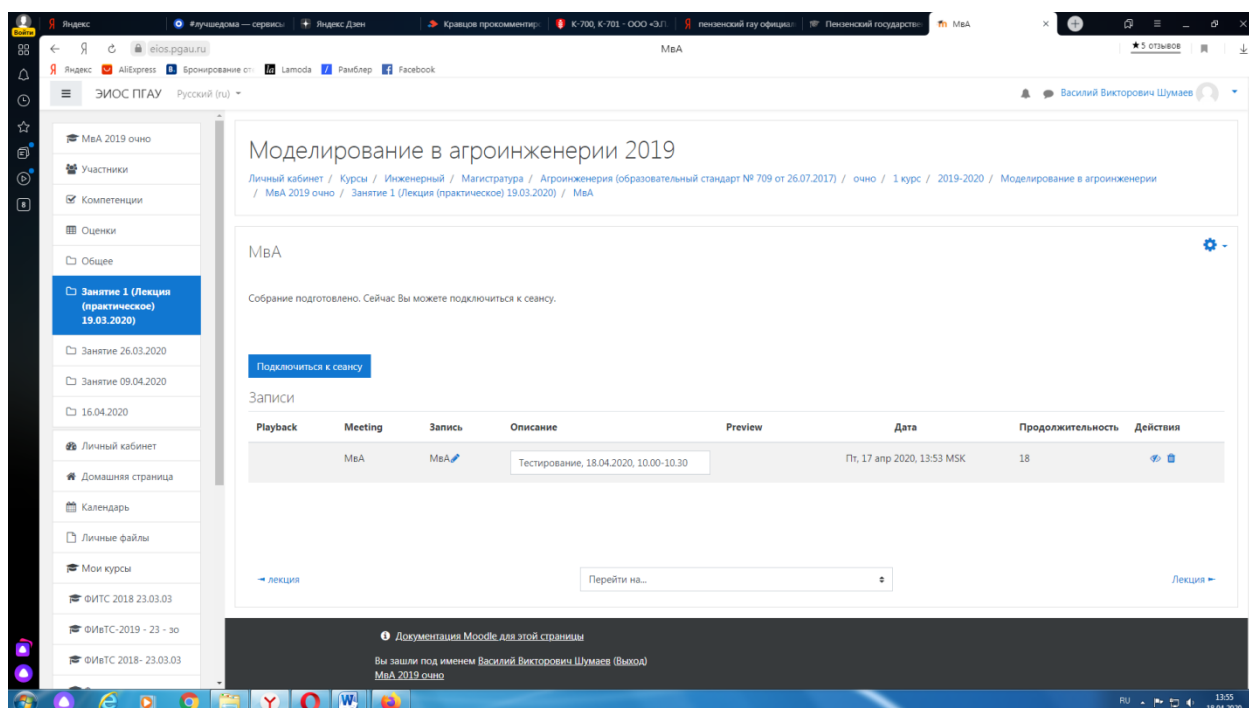 Войти
Яндекс
#лучшедома — сервисы
Яндекс Дзен
Кравцов прокомментир
К-700, К-701 - ООО «Э.П.
пензенский гау официал
Пензенский государстве
МвА
eios.pgau.ru
МвА
★ 5 отзывов
Яндекс
AliExpress
Бронирование от
Lamoda
Рамблер
Facebook
ЭИОС ПГАУ
Русский (ru)
Василий Викторович Шумаев
МвА 2019 очно
Участники
Компетенции
Оценки
Общее
Занятие 1 (Лекция
(практическое)
19.03.2020)
Занятие 26.03.2020
Занятие 09.04.2020
16.04.2020
Личный кабинет
Домашняя страница
Календарь
Личные файлы
Мои курсы
ФИТС 2018 23.03.03
ФИвТС-2019 - 23 - зо
ФИвТС 2018- 23.03.03
Моделирование в агроинженерии 2019
Личный кабинет / Курсы / Инженерный / Магистратура / Агроинженерия (образовательный стандарт № 709 от 26.07.2017) / очно / 1 курс / 2019-2020 / Моделирование в агроинженерии
/ МвА 2019 очно / Занятие 1 (Лекция (практическое) 19.03.2020) / МвА
МвА
Собрание подготовлено. Сейчас Вы можете подключиться к сеансу.
Подключиться к сеансу
Записи
Playback Meeting Запись Описание Preview Дата Продолжительность Действия
МвА МвА Тестирование, 18.04.2020, 10.00-10.30 Пт, 17 апр 2020, 13:53 MSK 18
◄ лекция
Перейти на...
Лекция ►
Документация Moodle для этой страницы
Вы зашли под именем Василий Викторович Шумаев (Выход)
МвА 2019 очно
RU
13:55
18.04.2020